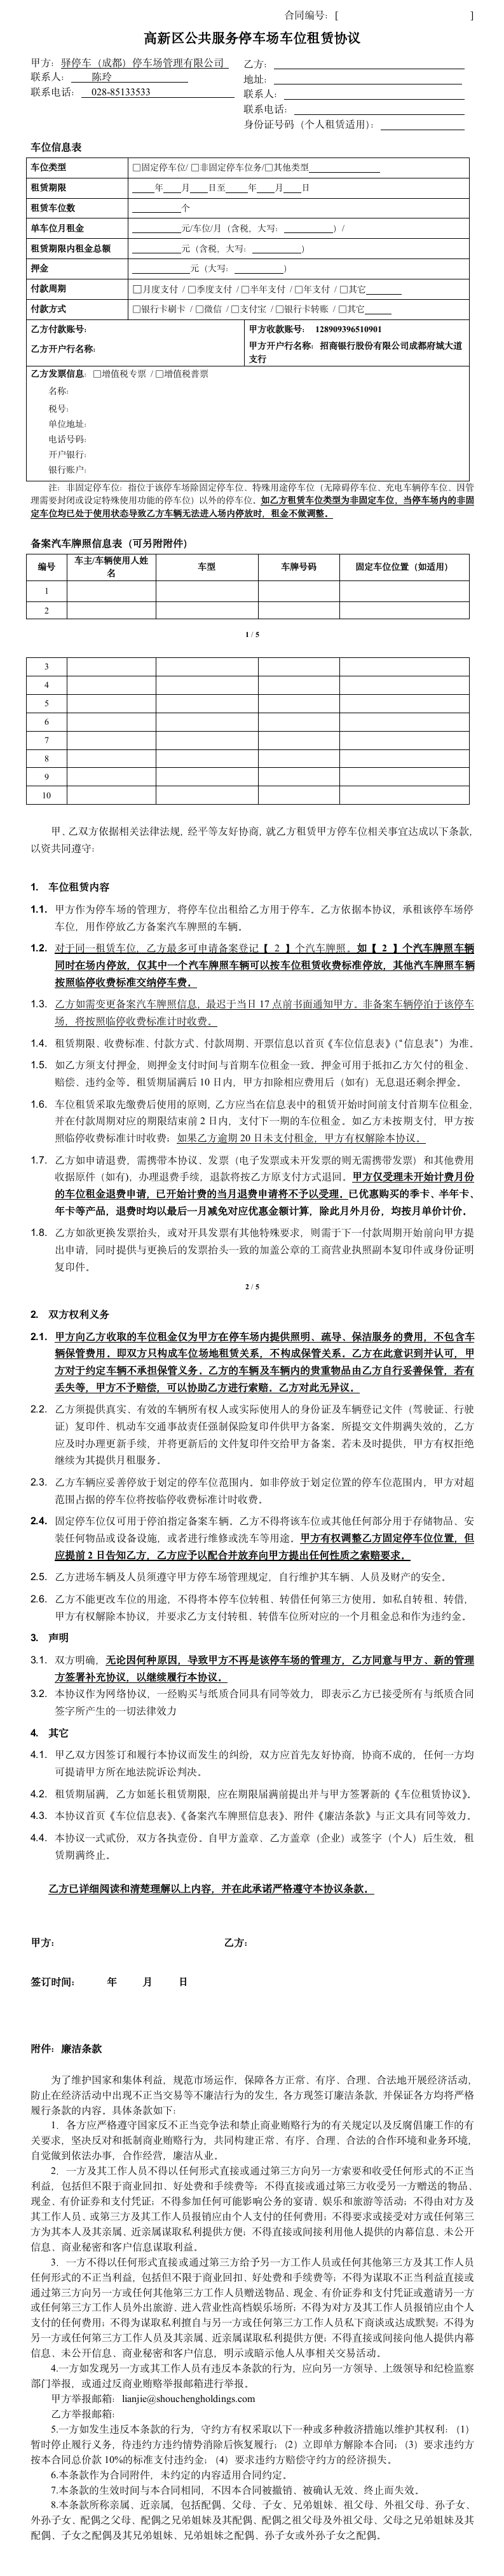 合同编号：[ ]
高新区公共服务停车场车位租赁协议
甲方：驿停车（成都）停车场管理有限公司 乙方：
联系人： 陈玲 地址：
联系电话： 028-85133533 联系人：
联系电话：
身份证号码（个人租赁适用）：
车位信息表
车位类型 □固定停车位/ □非固定停车位务/□其他类型
租赁期限 年 月 日至 年 月 日
租赁车位数 个
单车位月租金 元/车位/月（含税，大写： ）/
租赁期限内租金总额 元（含税，大写： ）
押金 元（大写： ）
付款周期 □月度支付 / □季度支付 / □半年支付 / □年支付 / □其它
付款方式 □银行卡刷卡 / □微信 / □支付宝 / □银行卡转账 / □其它
乙方付款账号： 甲方收款账号： 128909396510901
乙方开户行名称： 甲方开户行名称：招商银行股份有限公司成都府城大道
支行
乙方发票信息：□增值税专票 / □增值税普票
名称：
税号：
单位地址：
电话号码：
开户银行：
银行账户：
注：非固定停车位：指位于该停车场除固定停车位、特殊用途停车位（无障碍停车位、充电车辆停车位、因管
理需要封闭或设定特殊使用功能的停车位）以外的停车位。如乙方租赁车位类型为非固定车位，当停车场内的非固
定车位均已处于使用状态导致乙方车辆无法进入场内停放时，租金不做调整。
备案汽车牌照信息表（可另附附件）
编号 车主/车辆使用人姓
名 车型 车牌号码 固定车位位置（如适用）
1
2
1 / 5
3
4
5
6
7
8
9
10
甲、乙双方依据相关法律法规，经平等友好协商，就乙方租赁甲方停车位相关事宜达成以下条款，
以资共同遵守：
1. 车位租赁内容
1.1. 甲方作为停车场的管理方，将停车位出租给乙方用于停车。乙方依据本协议，承租该停车场停
车位，用作停放乙方备案汽车牌照的车辆。
1.2. 对于同一租赁车位，乙方最多可申请备案登记【 2 】个汽车牌照。如【 2 】个汽车牌照车辆
同时在场内停放，仅其中一个汽车牌照车辆可以按车位租赁收费标准停放，其他汽车牌照车辆
按照临停收费标准交纳停车费。
1.3. 乙方如需变更备案汽车牌照信息，最迟于当日 17 点前书面通知甲方。非备案车辆停泊于该停车
场，将按照临停收费标准计时收费。
1.4. 租赁期限、收费标准、付款方式、付款周期、开票信息以首页《车位信息表》（“信息表”）为准。
1.5. 如乙方须支付押金，则押金支付时间与首期车位租金一致。押金可用于抵扣乙方欠付的租金、
赔偿、违约金等。租赁期届满后 10 日内，甲方扣除相应费用后（如有）无息退还剩余押金。
1.6. 车位租赁采取先缴费后使用的原则，乙方应当在信息表中的租赁开始时间前支付首期车位租金，
并在付款周期对应的期限结束前 2 日内，支付下一期的车位租金。如乙方未按期支付，甲方按
照临停收费标准计时收费；如果乙方逾期 20 日未支付租金，甲方有权解除本协议。
1.7. 乙方如申请退费，需携带本协议、发票（电子发票或未开发票的则无需携带发票）和其他费用
收据原件（如有），办理退费手续，退款将按乙方原支付方式退回。甲方仅受理未开始计费月份
的车位租金退费申请，已开始计费的当月退费申请将不予以受理。已优惠购买的季卡、半年卡、
年卡等产品，退费时均以最后一月减免对应优惠金额计算，除此月外月份，均按月单价计价。
1.8. 乙方如欲更换发票抬头，或对开具发票有其他特殊要求，则需于下一付款周期开始前向甲方提
出申请，同时提供与更换后的发票抬头一致的加盖公章的工商营业执照副本复印件或身份证明
复印件。
2 / 5
2. 双方权利义务
2.1. 甲方向乙方收取的车位租金仅为甲方在停车场内提供照明、疏导、保洁服务的费用，不包含车
辆保管费用。即双方只构成车位场地租赁关系，不构成保管关系。乙方在此意识到并认可，甲
方对于约定车辆不承担保管义务。乙方的车辆及车辆内的贵重物品由乙方自行妥善保管，若有
丢失等，甲方不予赔偿，可以协助乙方进行索赔。乙方对此无异议。
2.2. 乙方须提供真实、有效的车辆所有权人或实际使用人的身份证及车辆登记文件（驾驶证、行驶
证）复印件、机动车交通事故责任强制保险复印件供甲方备案。所提交文件期满失效的，乙方
应及时办理更新手续，并将更新后的文件复印件交给甲方备案。若未及时提供，甲方有权拒绝
继续为其提供月租服务。
2.3. 乙方车辆应妥善停放于划定的停车位范围内。如非停放于划定位置的停车位范围内，甲方对超
范围占据的停车位将按临停收费标准计时收费。
2.4. 固定停车位仅可用于停泊指定备案车辆。乙方不得将该车位或其他任何部分用于存储物品、安
装任何物品或设备设施，或者进行维修或洗车等用途。甲方有权调整乙方固定停车位位置，但
应提前 2 日告知乙方，乙方应予以配合并放弃向甲方提出任何性质之索赔要求。
2.5. 乙方进场车辆及人员须遵守甲方停车场管理规定，自行维护其车辆、人员及财产的安全。
2.6. 乙方不能更改车位的用途，不得将本停车位转租、转借任何第三方使用。如私自转租、转借，
甲方有权解除本协议，并要求乙方支付转租、转借车位所对应的一个月租金总和作为违约金。
3. 声明
3.1. 双方明确，无论因何种原因，导致甲方不再是该停车场的管理方，乙方同意与甲方、新的管理
方签署补充协议，以继续履行本协议。
3.2. 本协议作为网络协议，一经购买与纸质合同具有同等效力，即表示乙方已接受所有与纸质合同
签字所产生的一切法律效力
4. 其它
4.1. 甲乙双方因签订和履行本协议而发生的纠纷，双方应首先友好协商，协商不成的，任何一方均
可提请甲方所在地法院诉讼判决。
4.2. 租赁期届满，乙方如延长租赁期限，应在期限届满前提出并与甲方签署新的《车位租赁协议》。
4.3. 本协议首页《车位信息表》、《备案汽车牌照信息表》、附件《廉洁条款》与正文具有同等效力。
4.4. 本协议一式贰份，双方各执壹份。自甲方盖章、乙方盖章（企业）或签字（个人）后生效，租
赁期满终止。
乙方已详细阅读和清楚理解以上内容，并在此承诺严格遵守本协议条款。
甲方： 乙方：
签订时间： 年 月 日
附件：廉洁条款
为了维护国家和集体利益，规范市场运作，保障各方正常、有序、合理、合法地开展经济活动，
防止在经济活动中出现不正当交易等不廉洁行为的发生，各方现签订廉洁条款，并保证各方均将严格
履行条款的内容。具体条款如下：
1．各方应严格遵守国家反不正当竞争法和禁止商业贿赂行为的有关规定以及反腐倡廉工作的有
关要求，坚决反对和抵制商业贿赂行为，共同构建正常、有序、合理、合法的合作环境和业务环境，
自觉做到依法办事，合作经营，廉洁从业。
2．一方及其工作人员不得以任何形式直接或通过第三方向另一方索要和收受任何形式的不正当
利益，包括但不限于商业回扣、好处费和手续费等；不得直接或通过第三方收受另一方赠送的物品、
现金、有价证券和支付凭证；不得参加任何可能影响公务的宴请、娱乐和旅游等活动；不得由对方及
其工作人员、或第三方及其工作人员报销应由个人支付的任何费用；不得要求或接受对方或任何第三
方为其本人及其亲属、近亲属谋取私利提供方便；不得直接或间接利用他人提供的内幕信息、未公开
信息、商业秘密和客户信息谋取利益。
3．一方不得以任何形式直接或通过第三方给予另一方工作人员或任何其他第三方及其工作人员
任何形式的不正当利益，包括但不限于商业回扣、好处费和手续费等；不得为谋取不正当利益直接或
通过第三方向另一方或任何其他第三方工作人员赠送物品、现金、有价证券和支付凭证或邀请另一方
或任何第三方工作人员外出旅游、进人营业性高档娱乐场所；不得为对方及其工作人员报销应由个人
支付的任何费用；不得为谋取私利擅自与另一方或任何第三方工作人员私下商谈或达成默契；不得为
另一方或任何第三方工作人员及其亲属、近亲属谋取私利提供方便；不得直接或间接向他人提供内幕
信息、未公开信息、商业秘密和客户信息，明示或暗示他人从事相关交易活动。
4.一方如发现另一方或其工作人员有违反本条款的行为，应向另一方领导、上级领导和纪检监察
部门举报，或通过反商业贿赂举报邮箱进行举报。
甲方举报邮箱：lianjie@shouchengholdings.com
乙方举报邮箱：
5.一方如发生违反本条款的行为，守约方有权采取以下一种或多种救济措施以维护其权利：（1）
暂时停止履行义务，待违约方违约情势消除后恢复履行；（2）立即单方解除本合同；（3）要求违约方
按本合同总价款 10%的标准支付违约金；（4）要求违约方赔偿守约方的经济损失。
6.本条款作为合同附件，未约定的内容适用合同约定。
7.本条款的生效时间与本合同相同，不因本合同被撤销、被确认无效、终止而失效。
8.本条款所称亲属、近亲属，包括配偶、父母、子女、兄弟姐妹、祖父母、外祖父母、孙子女、
外孙子女、配偶之父母、配偶之兄弟姐妹及其配偶、配偶之祖父母及外祖父母、父母之兄弟姐妹及其
配偶、子女之配偶及其兄弟姐妹、兄弟姐妹之配偶、孙子女或外孙子女之配偶。